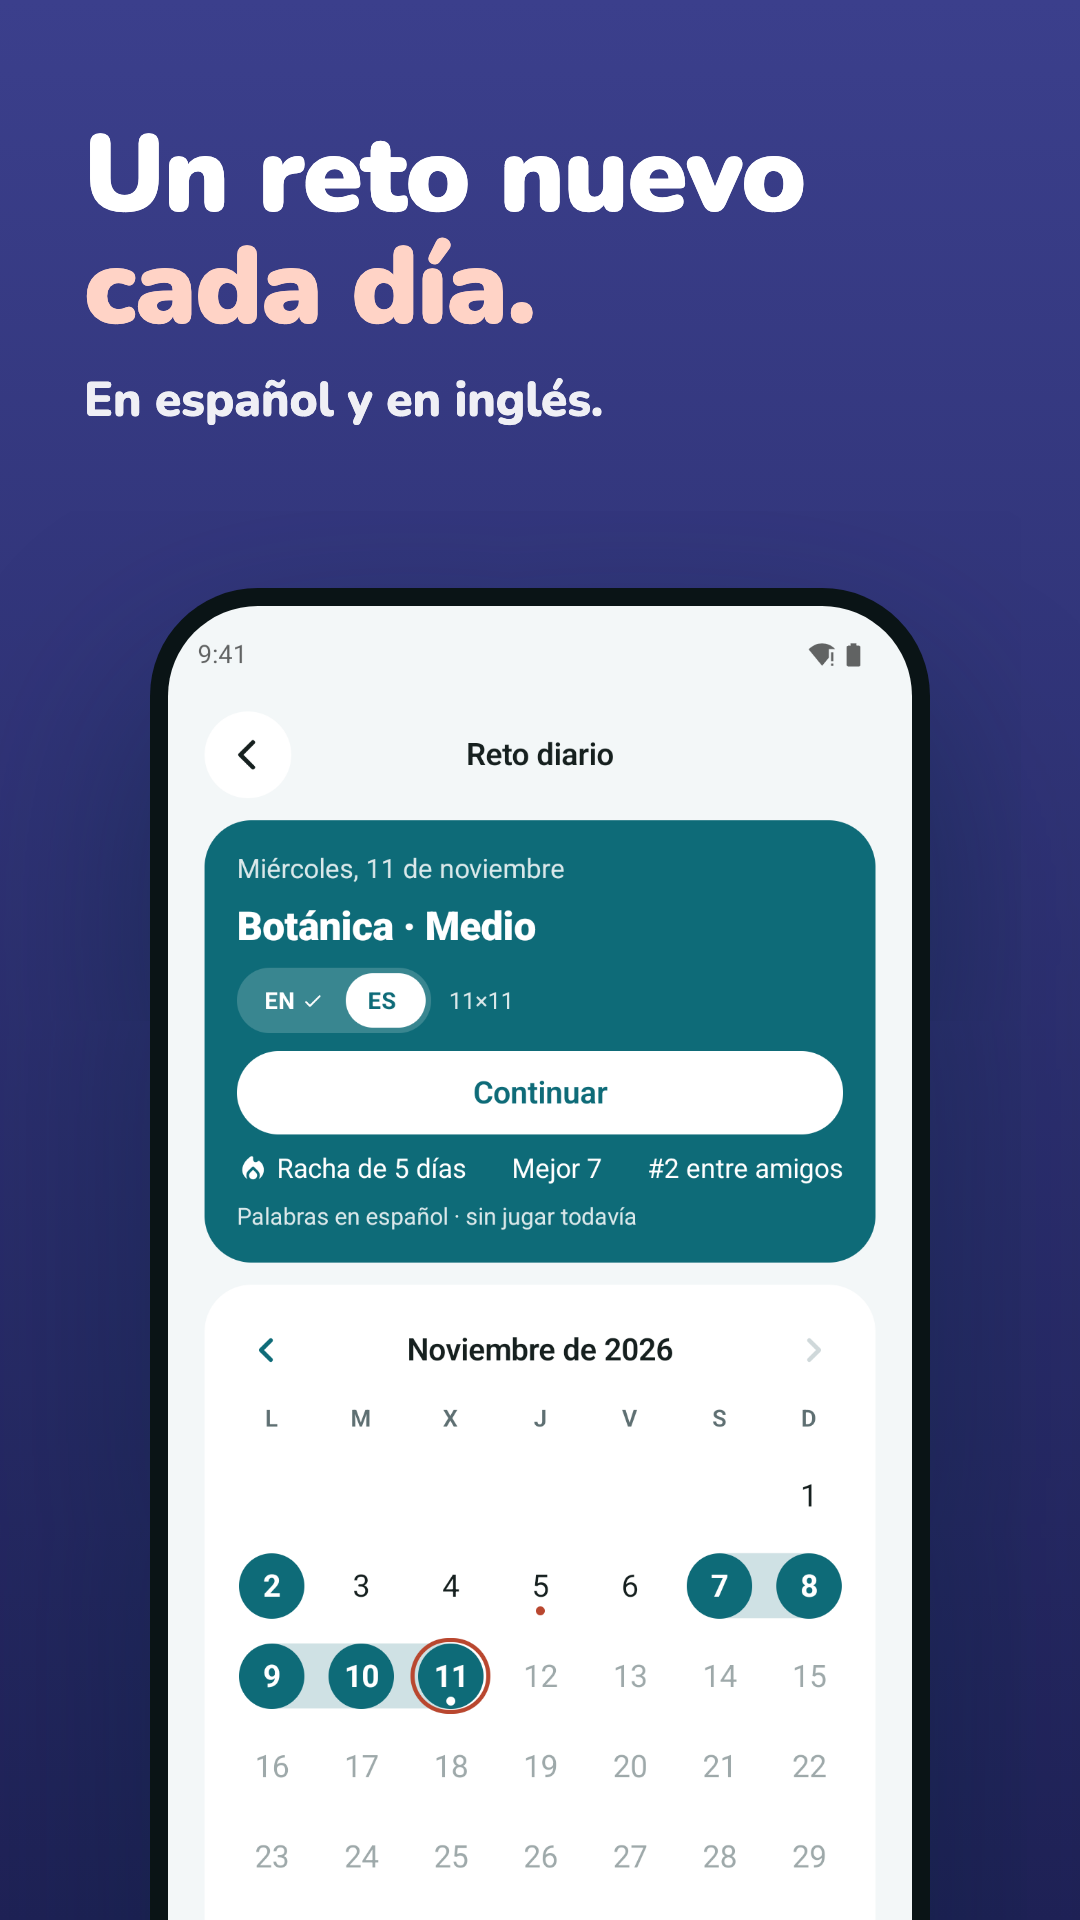 Un reto nuevo
cada día.
En español y en inglés.
9:41
Reto diario
Miércoles, 11 de noviembre
Botánica · Medio
EN ✓ ES 11×11
Continuar
Racha de 5 días Mejor 7 #2 entre amigos
Palabras en español · sin jugar todavía
Noviembre de 2026
L M X J V S D
1
2 3 4 5 6 7 8
9 10 11 12 13 14 15
16 17 18 19 20 21 22
23 24 25 26 27 28 29